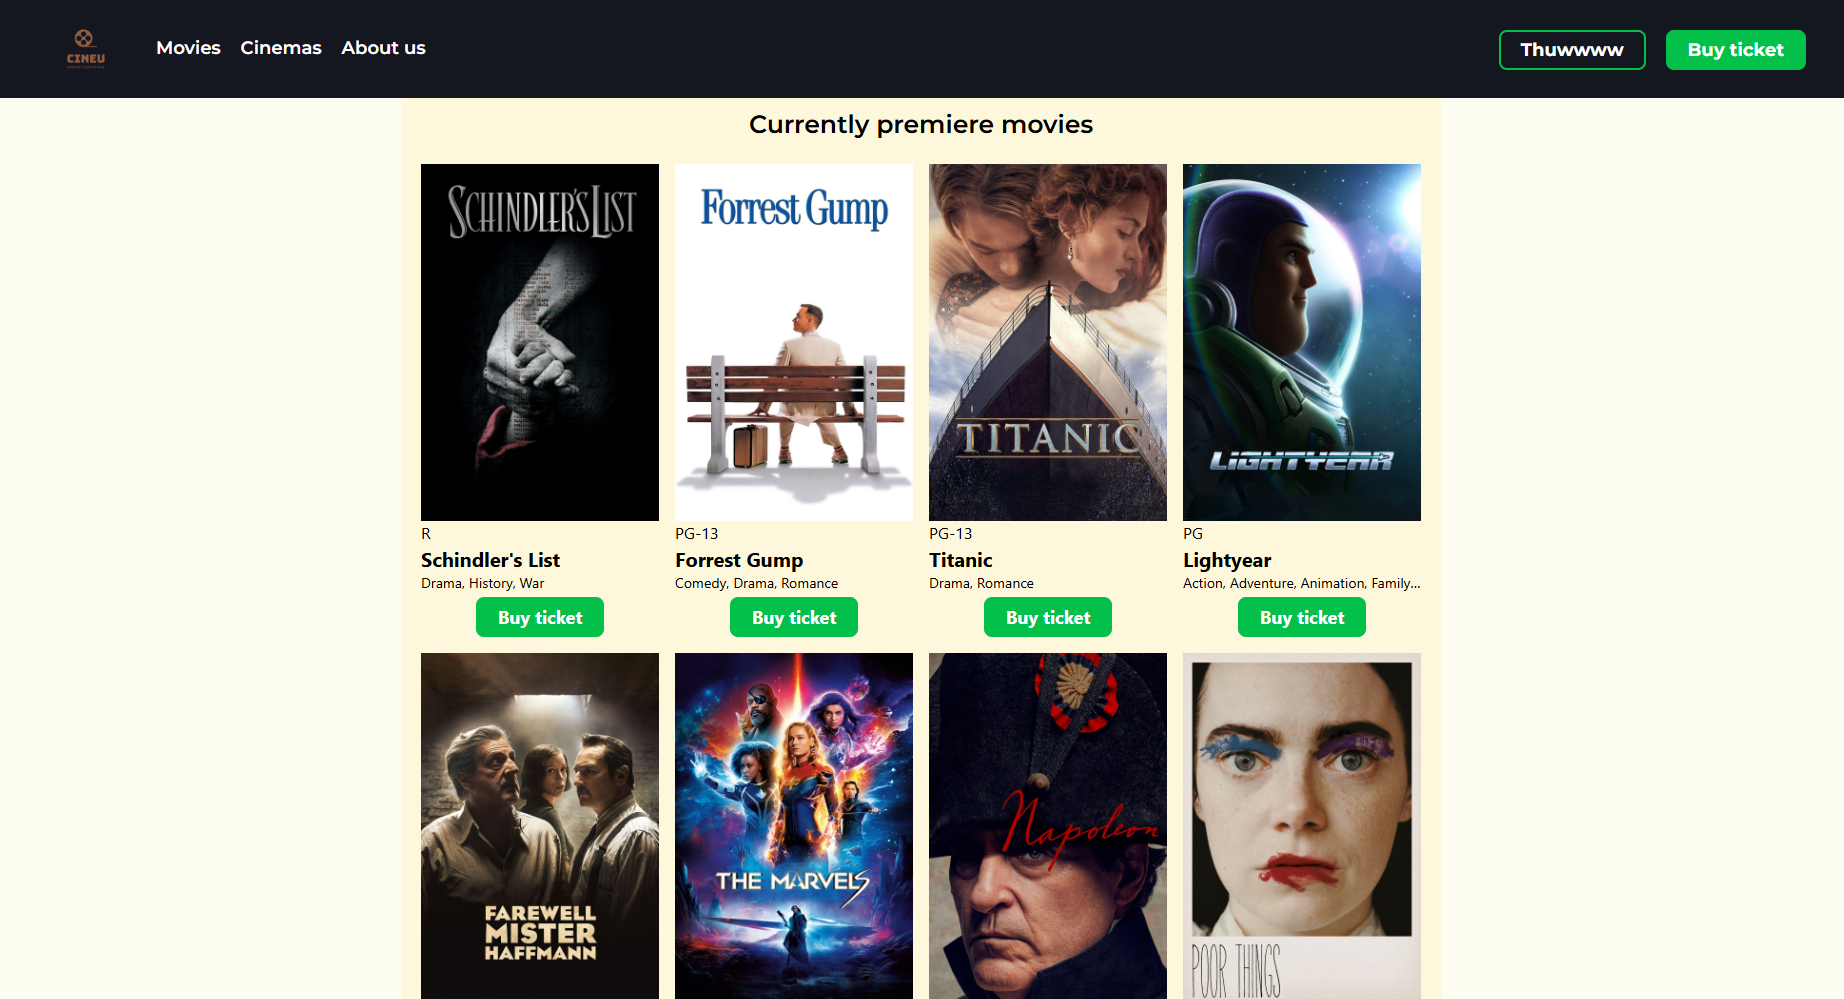 CINEU
Movies Cinemas About us
Thuwwww
Buy ticket
Currently premiere movies
SCHINDLER'S LIST
Forrest Gump
TITANIC
LIGHTYEAR
R
Schindler's List
Drama, History, War
Buy ticket
PG-13
Forrest Gump
Comedy, Drama, Romance
Buy ticket
PG-13
Titanic
Drama, Romance
Buy ticket
PG
Lightyear
Action, Adventure, Animation, Family...
Buy ticket
FAREWELL
MISTER
HAFFMANN
THE MARVELS
Napoleon
POOR THINGS